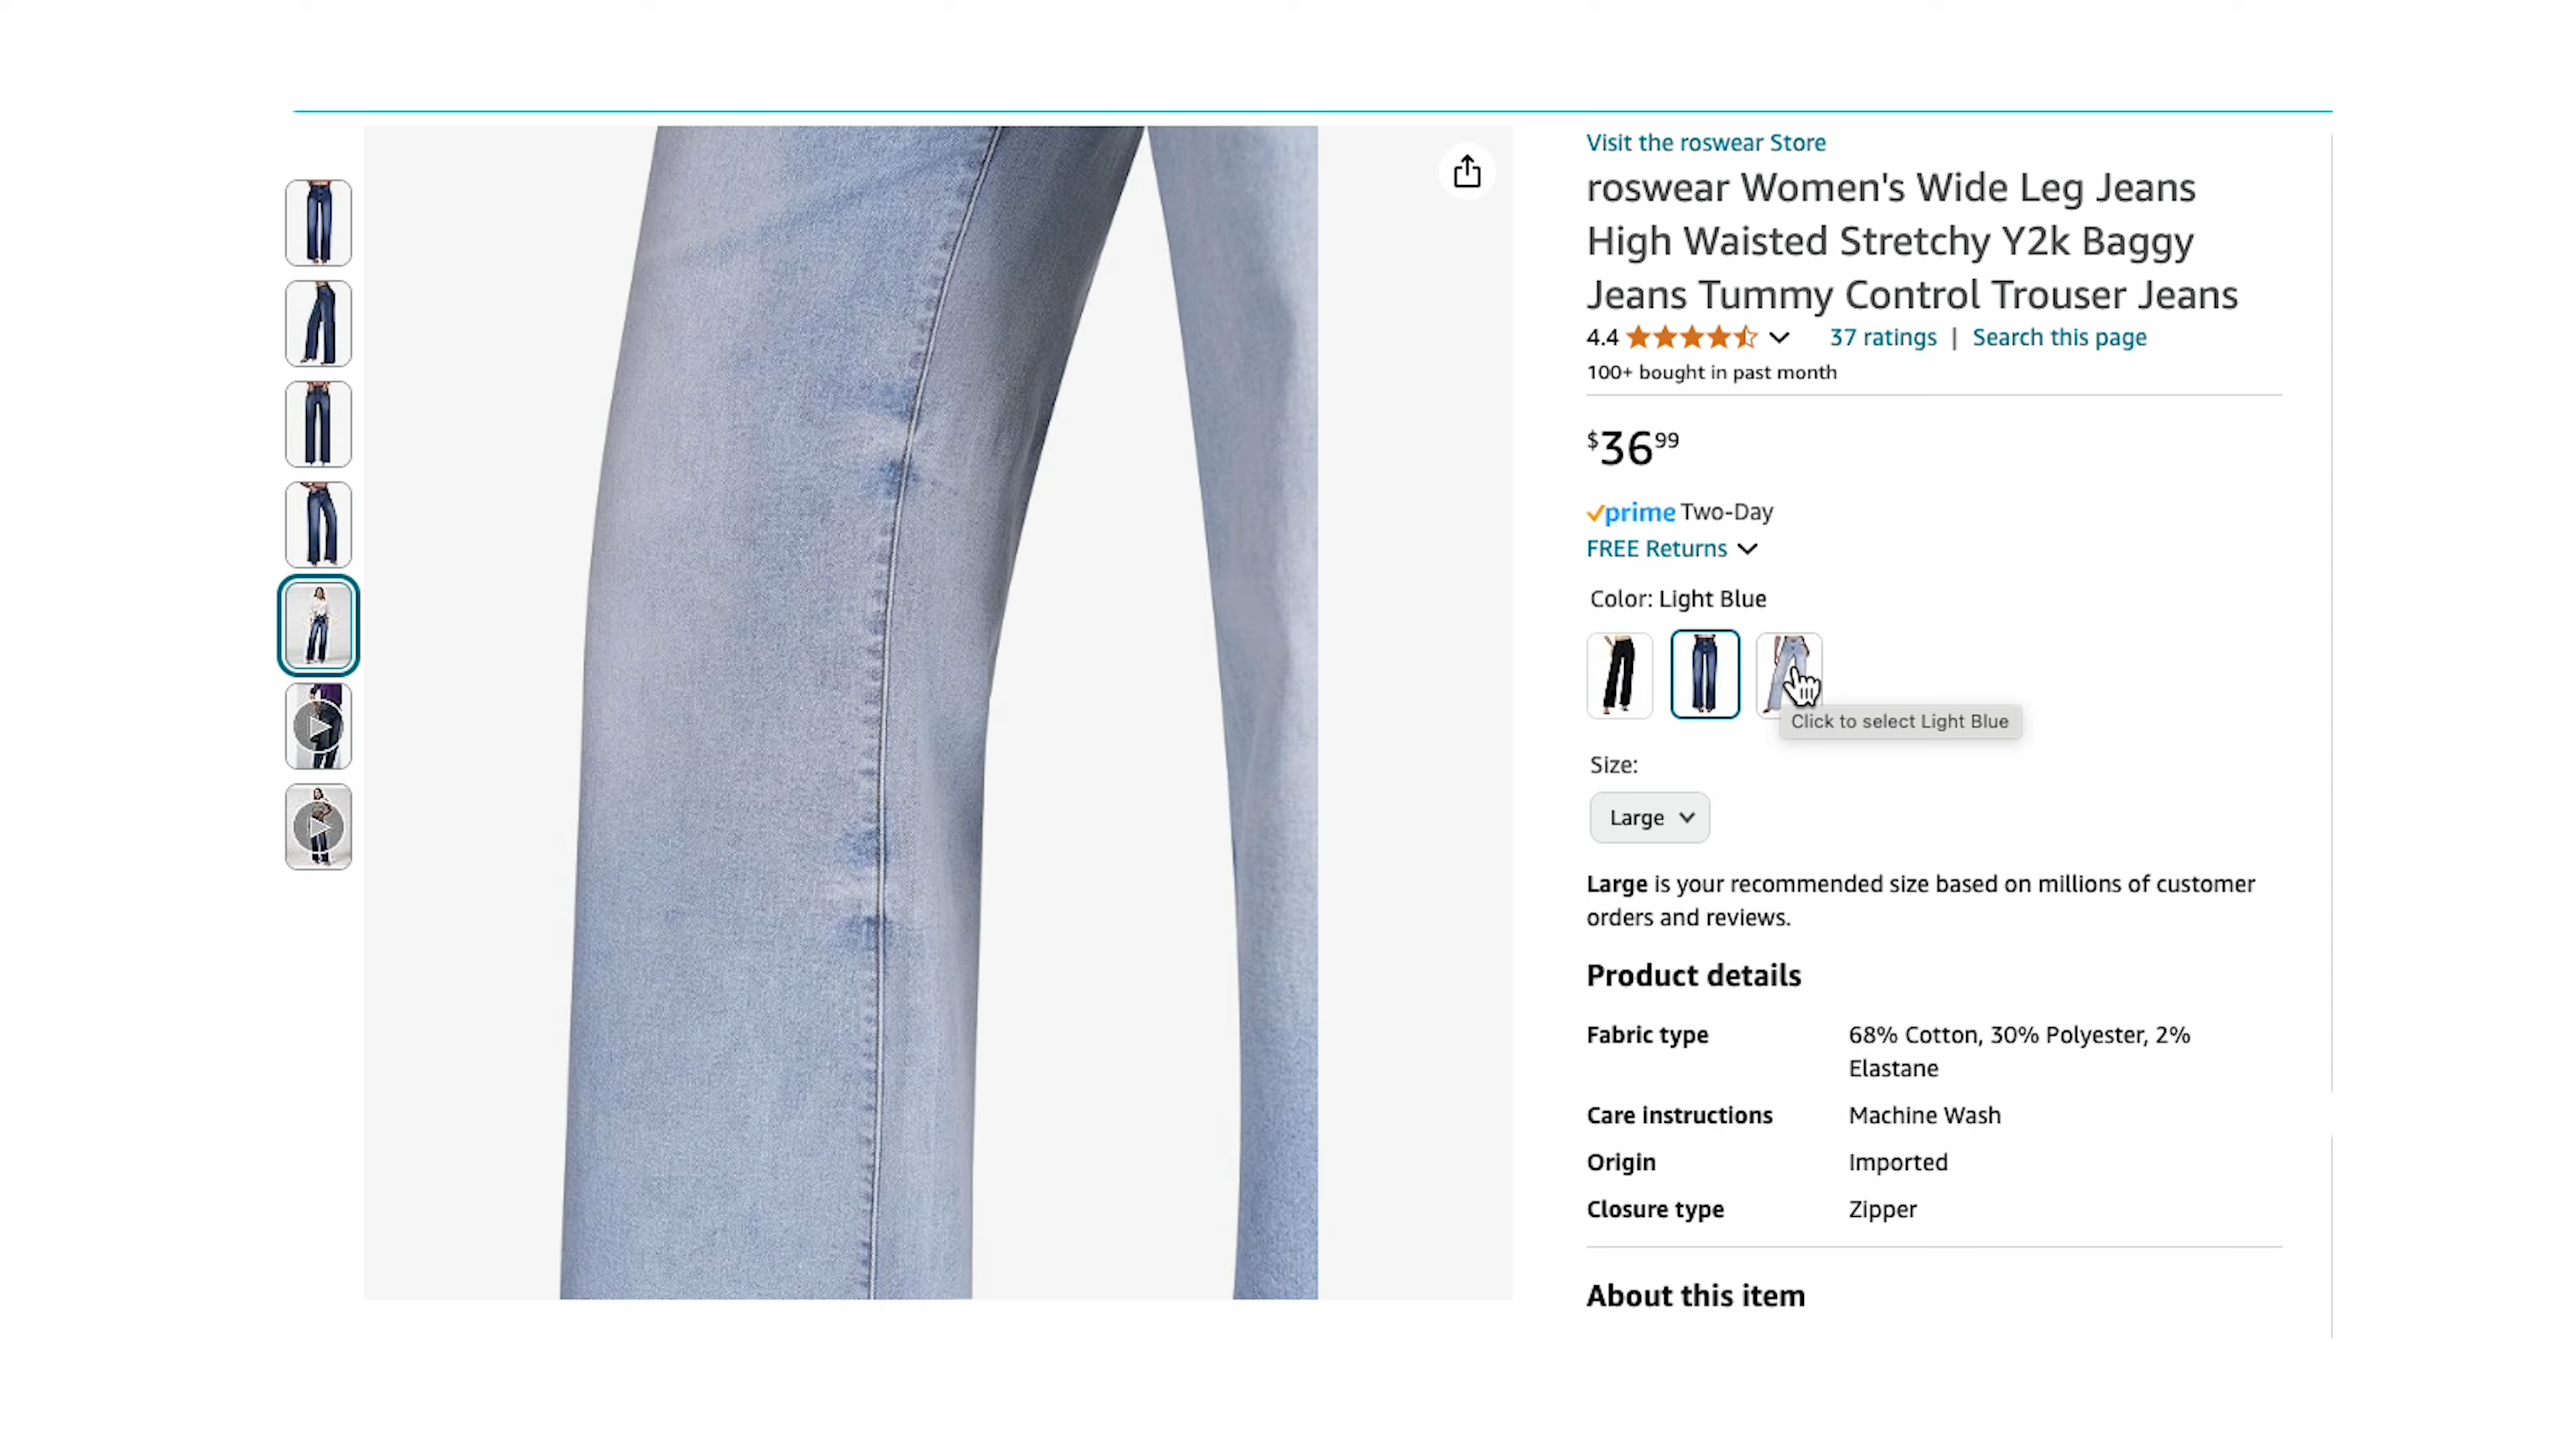 Visit the roswear Store
roswear Women's Wide Leg Jeans
High Waisted Stretchy Y2k Baggy
Jeans Tummy Control Trouser Jeans
4.4 37 ratings | Search this page
100+ bought in past month
$36 99
prime Two-Day
FREE Returns
Color: Light Blue
Click to select Light Blue
Size:
Large
Large is your recommended size based on millions of customer
orders and reviews.
Product details
Fabric type 68% Cotton, 30% Polyester, 2%
Elastane
Care instructions Machine Wash
Origin Imported
Closure type Zipper
About this item